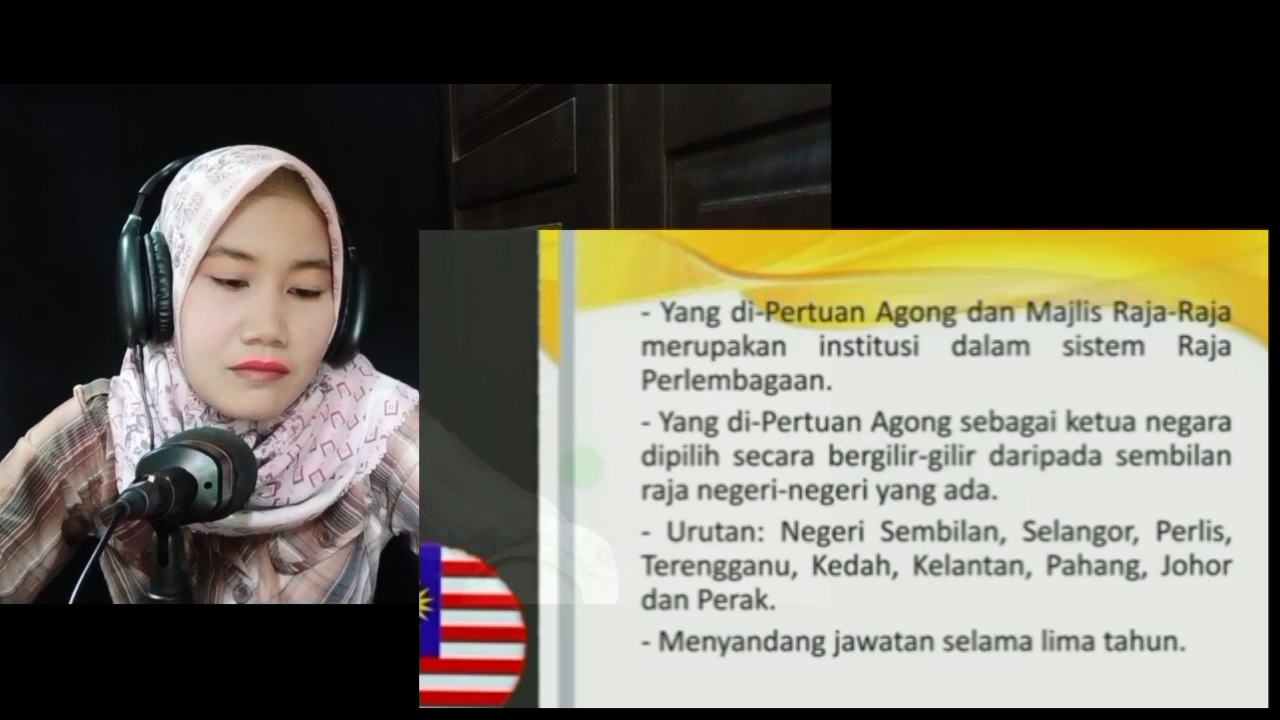 - Yang di-Pertuan Agong dan Majlis Raja-Raja
merupakan institusi dalam sistem Raja
Perlembagaan.
- Yang di-Pertuan Agong sebagai ketua negara
dipilih secara bergilir-gilir daripada sembilan
raja negeri-negeri yang ada.
- Urutan: Negeri Sembilan, Selangor, Perlis,
Terengganu, Kedah, Kelantan, Pahang, Johor
dan Perak.
- Menyandang jawatan selama lima tahun.